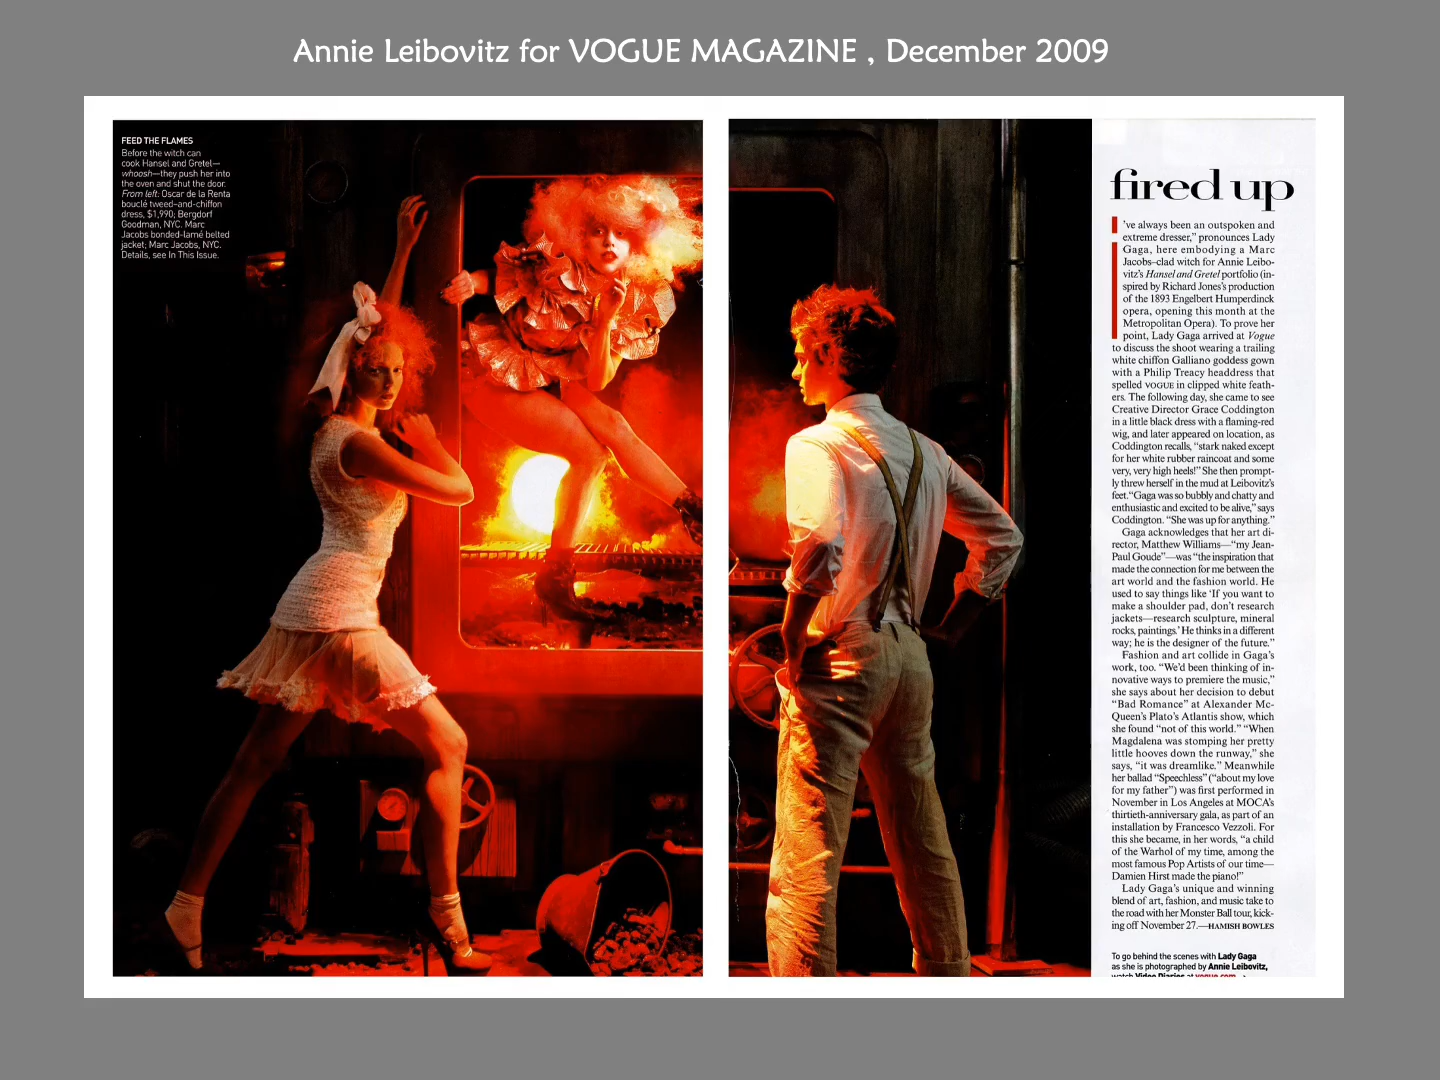 Annie Leibovitz for VOGUE MAGAZINE , December 2009
FEED THE FLAMES
Before the witch can
cook Hansel and Gretel—
whoosh—they push her into
the oven and shut the door.
From left: Oscar de la Renta
bouclé tweed-and-chiffon
dress, $1,990; Bergdorf
Goodman, NYC. Marc
Jacobs bonded-lamé belted
jacket; Marc Jacobs, NYC.
Details, see In This Issue.
fired up
I've always been an outspoken and
extreme dresser,” pronounces Lady
Gaga, here embodying a Marc
Jacobs–clad witch for Annie Leibo-
vitz's Hansel and Gretel portfolio (in-
spired by Richard Jones's production
of the 1893 Engelbert Humperdinck
opera, opening this month at the
Metropolitan Opera). To prove her
point, Lady Gaga arrived at Vogue
to discuss the shoot wearing a trailing
white chiffon Galliano goddess gown
with a Philip Treacy headdress that
spelled VOGUE in clipped white feath-
ers. The following day, she came to see
Creative Director Grace Coddington
in a little black dress with a flaming-red
wig, and later appeared on location, as
Coddington recalls, “stark naked except
for her white rubber raincoat and some
very, very high heels!” She then prompt-
ly threw herself in the mud at Leibovitz's
feet. “Gaga was so bubbly and chatty and
enthusiastic and excited to be alive,” says
Coddington. “She was up for anything.”
Gaga acknowledges that her art di-
rector, Matthew Williams—“my Jean-
Paul Goude”—was “the inspiration that
made the connection for me between the
art world and the fashion world. He
used to say things like ‘If you want to
make a shoulder pad, don't research
jackets—research sculpture, mineral
rocks, paintings.’ He thinks in a different
way; he is the designer of the future.”
Fashion and art collide in Gaga's
work, too. “We'd been thinking of in-
novative ways to premiere the music,”
she says about her decision to debut
“Bad Romance” at Alexander Mc-
Queen's Plato's Atlantis show, which
she found “not of this world.” “When
Magdalena was stomping her pretty
little hooves down the runway,” she
says, “it was dreamlike.” Meanwhile
her ballad “Speechless” (“about my love
for my father”) was first performed in
November in Los Angeles at MOCA's
thirtieth-anniversary gala, as part of an
installation by Francesco Vezzoli. For
this she became, in her words, “a child
of the Warhol of my time, among the
most famous Pop Artists of our time—
Damien Hirst made the piano!”
Lady Gaga's unique and winning
blend of art, fashion, and music take to
the road with her Monster Ball tour, kick-
ing off November 27.—HAMISH BOWLES
To go behind the scenes with Lady Gaga
as she is photographed by Annie Leibovitz,
watch Video Diaries at vogue.com